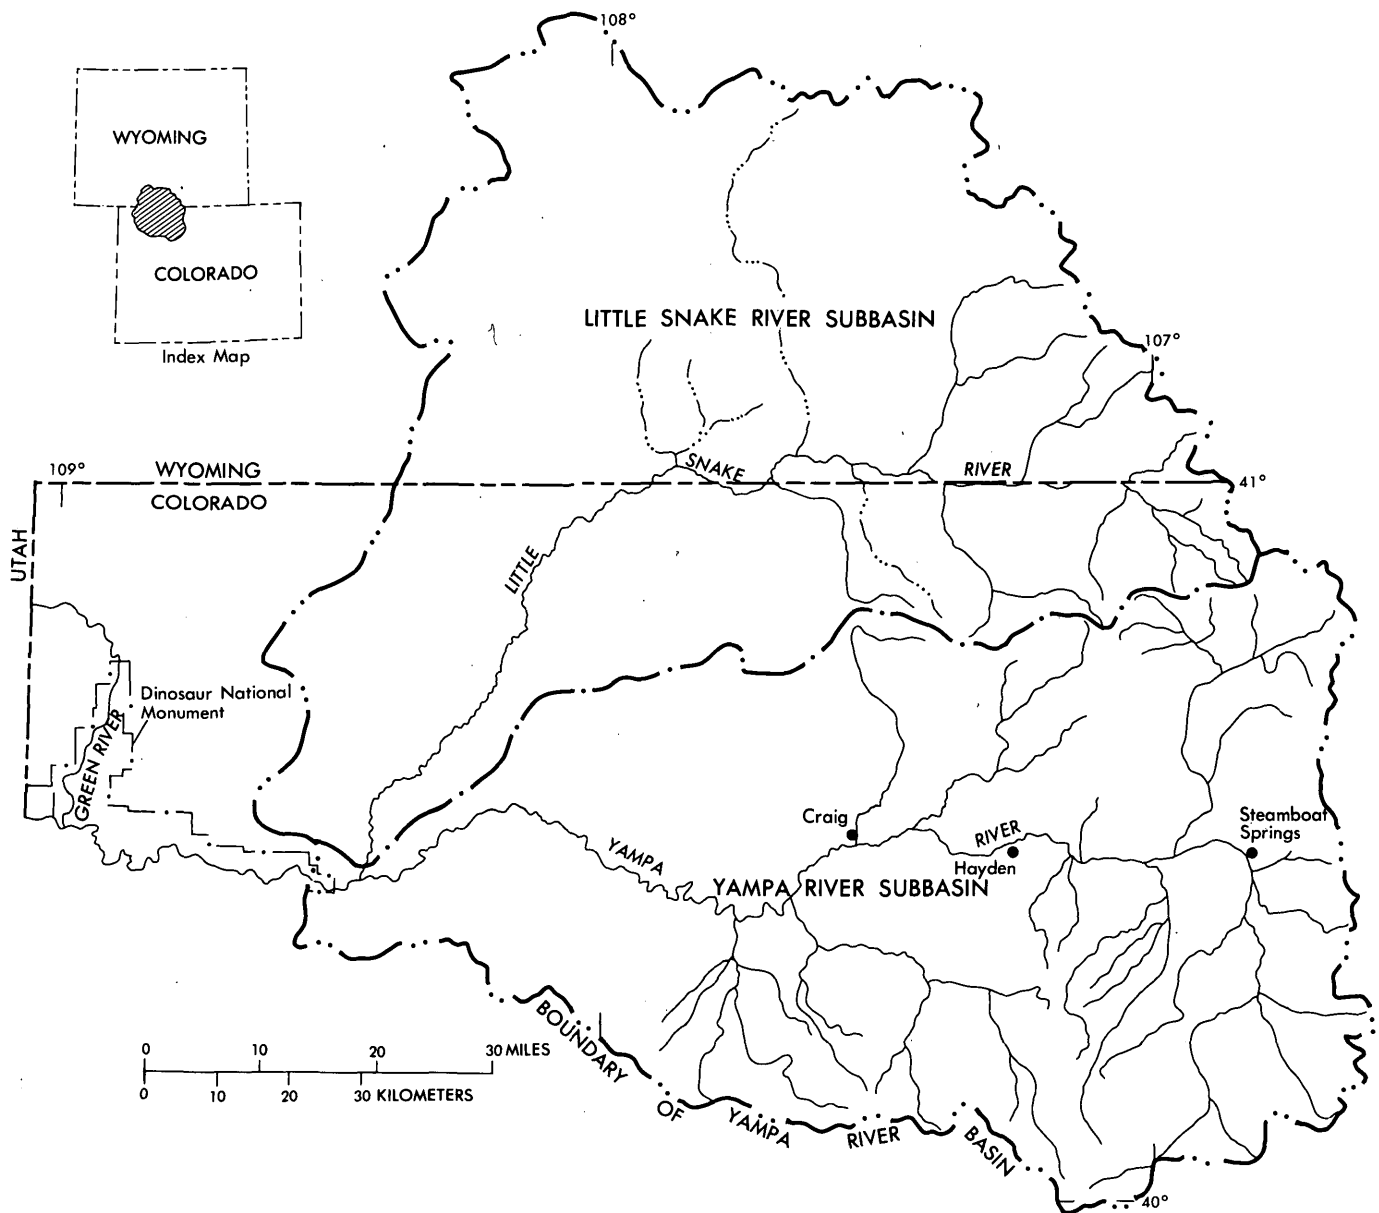 108°
WYOMING
COLORADO
Index Map
LITTLE SNAKE RIVER SUBBASIN
107°
109°
WYOMING
COLORADO
SNAKE
RIVER
41°
UTAH
LITTLE
Dinosaur National
Monument
GREEN RIVER
Craig
RIVER
Hayden
Steamboat
Springs
YAMPA
YAMPA RIVER SUBBASIN
BOUNDARY
OF
YAMPA
RIVER
BASIN
0 10 20 30 MILES
0 10 20 30 KILOMETERS
40°